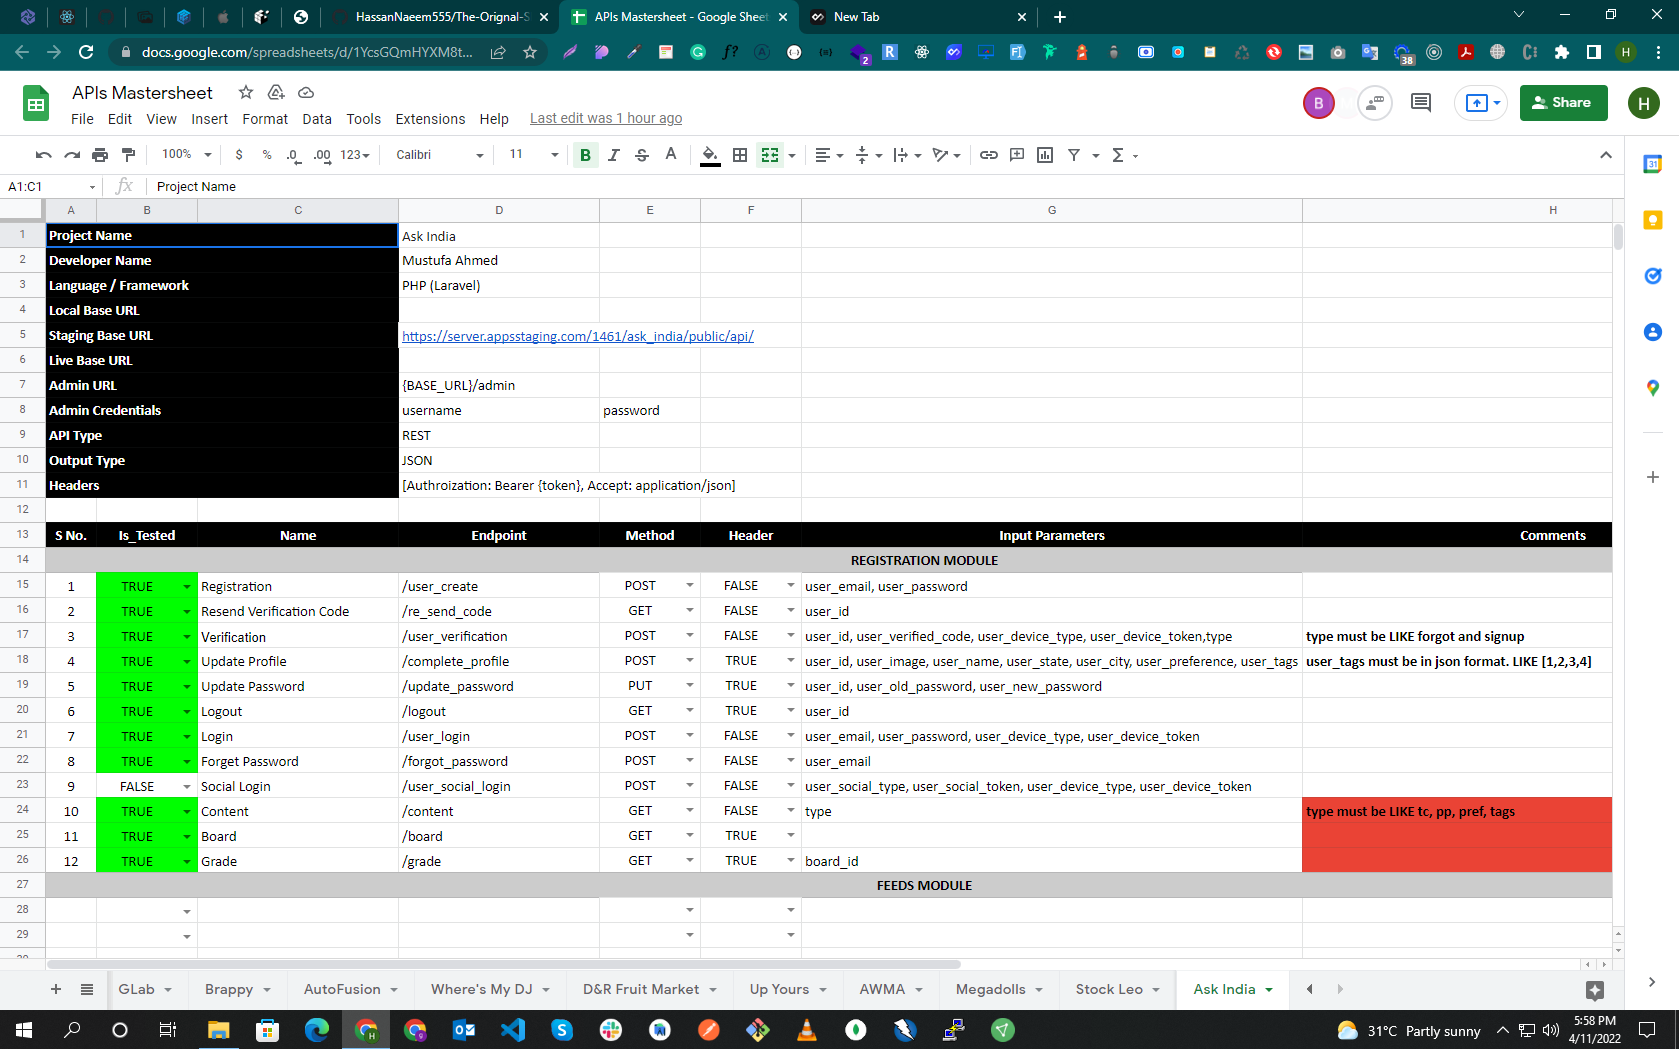 HassanNaeem555/The-Orignal-S
APIs Mastersheet - Google Sheet
New Tab
docs.google.com/spreadsheets/d/1YcsGQmHYXM8t...
APIs Mastersheet
File Edit View Insert Format Data Tools Extensions Help Last edit was 1 hour ago
B
Share
H
100% $ % .0 .00 123 Calibri 11 B I S A
A1:C1 fx Project Name
A B C D E F G H
1 Project Name Ask India
2 Developer Name Mustufa Ahmed
3 Language / Framework PHP (Laravel)
4 Local Base URL
5 Staging Base URL https://server.appsstaging.com/1461/ask_india/public/api/
6 Live Base URL
7 Admin URL {BASE_URL}/admin
8 Admin Credentials username password
9 API Type REST
10 Output Type JSON
11 Headers [Authroization: Bearer {token}, Accept: application/json]
12
13 S No. Is_Tested Name Endpoint Method Header Input Parameters Comments
14 REGISTRATION MODULE
15 1 TRUE Registration /user_create POST FALSE user_email, user_password
16 2 TRUE Resend Verification Code /re_send_code GET FALSE user_id
17 3 TRUE Verification /user_verification POST FALSE user_id, user_verified_code, user_device_type, user_device_token,type type must be LIKE forgot and signup
18 4 TRUE Update Profile /complete_profile POST TRUE user_id, user_image, user_name, user_state, user_city, user_preference, user_tags user_tags must be in json format. LIKE [1,2,3,4]
19 5 TRUE Update Password /update_password PUT TRUE user_id, user_old_password, user_new_password
20 6 TRUE Logout /logout GET TRUE user_id
21 7 TRUE Login /user_login POST FALSE user_email, user_password, user_device_type, user_device_token
22 8 TRUE Forget Password /forgot_password POST FALSE user_email
23 9 FALSE Social Login /user_social_login POST FALSE user_social_type, user_social_token, user_device_type, user_device_token
24 10 TRUE Content /content GET FALSE type type must be LIKE tc, pp, pref, tags
25 11 TRUE Board /board GET TRUE
26 12 TRUE Grade /grade GET TRUE board_id
27 FEEDS MODULE
28
29
GLab Brappy AutoFusion Where's My DJ D&R Fruit Market Up Yours AWMA Megadolls Stock Leo Ask India
31°C Partly sunny
5:58 PM
4/11/2022